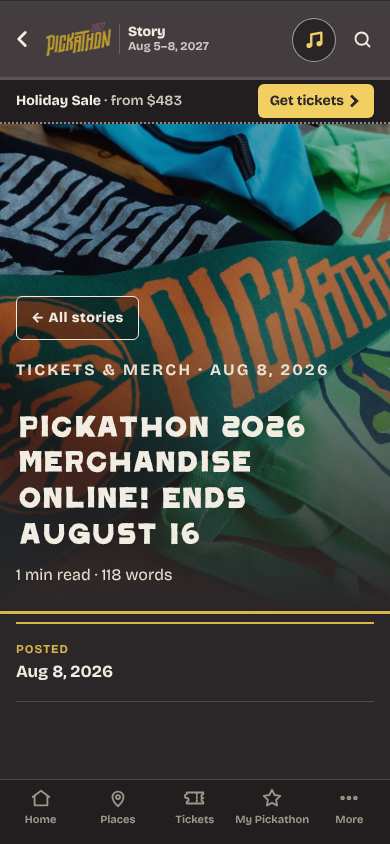 PICKATHON
Story
Aug 5–8, 2027
Holiday Sale · from $483
Get tickets
PICKATHO
← All stories
TICKETS & MERCH · AUG 8, 2026
PICKATHON 2026
MERCHANDISE
ONLINE! ENDS
AUGUST 16
1 min read · 118 words
POSTED
Aug 8, 2026
Home
Places
Tickets
My Pickathon
More